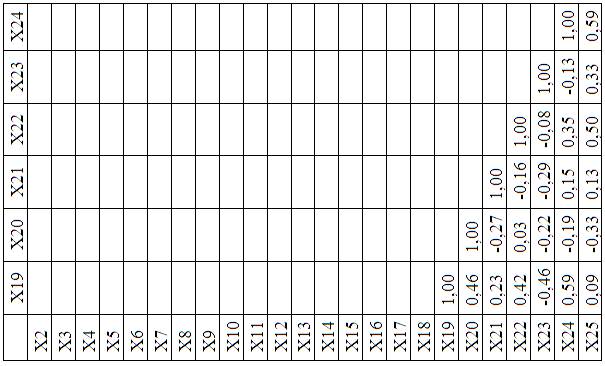 X19 X20 X21 X22 X23 X24
X2
X3
X4
X5
X6
X7
X8
X9
X10
X11
X12
X13
X14
X15
X16
X17
X18
X19 1,00
X20 0,46 1,00
X21 0,23 -0,27 1,00
X22 0,42 0,03 -0,16 1,00
X23 -0,46 -0,22 -0,29 -0,08 1,00
X24 0,59 -0,19 0,15 0,35 -0,13 1,00
X25 0,09 -0,33 0,13 0,50 0,33 0,59